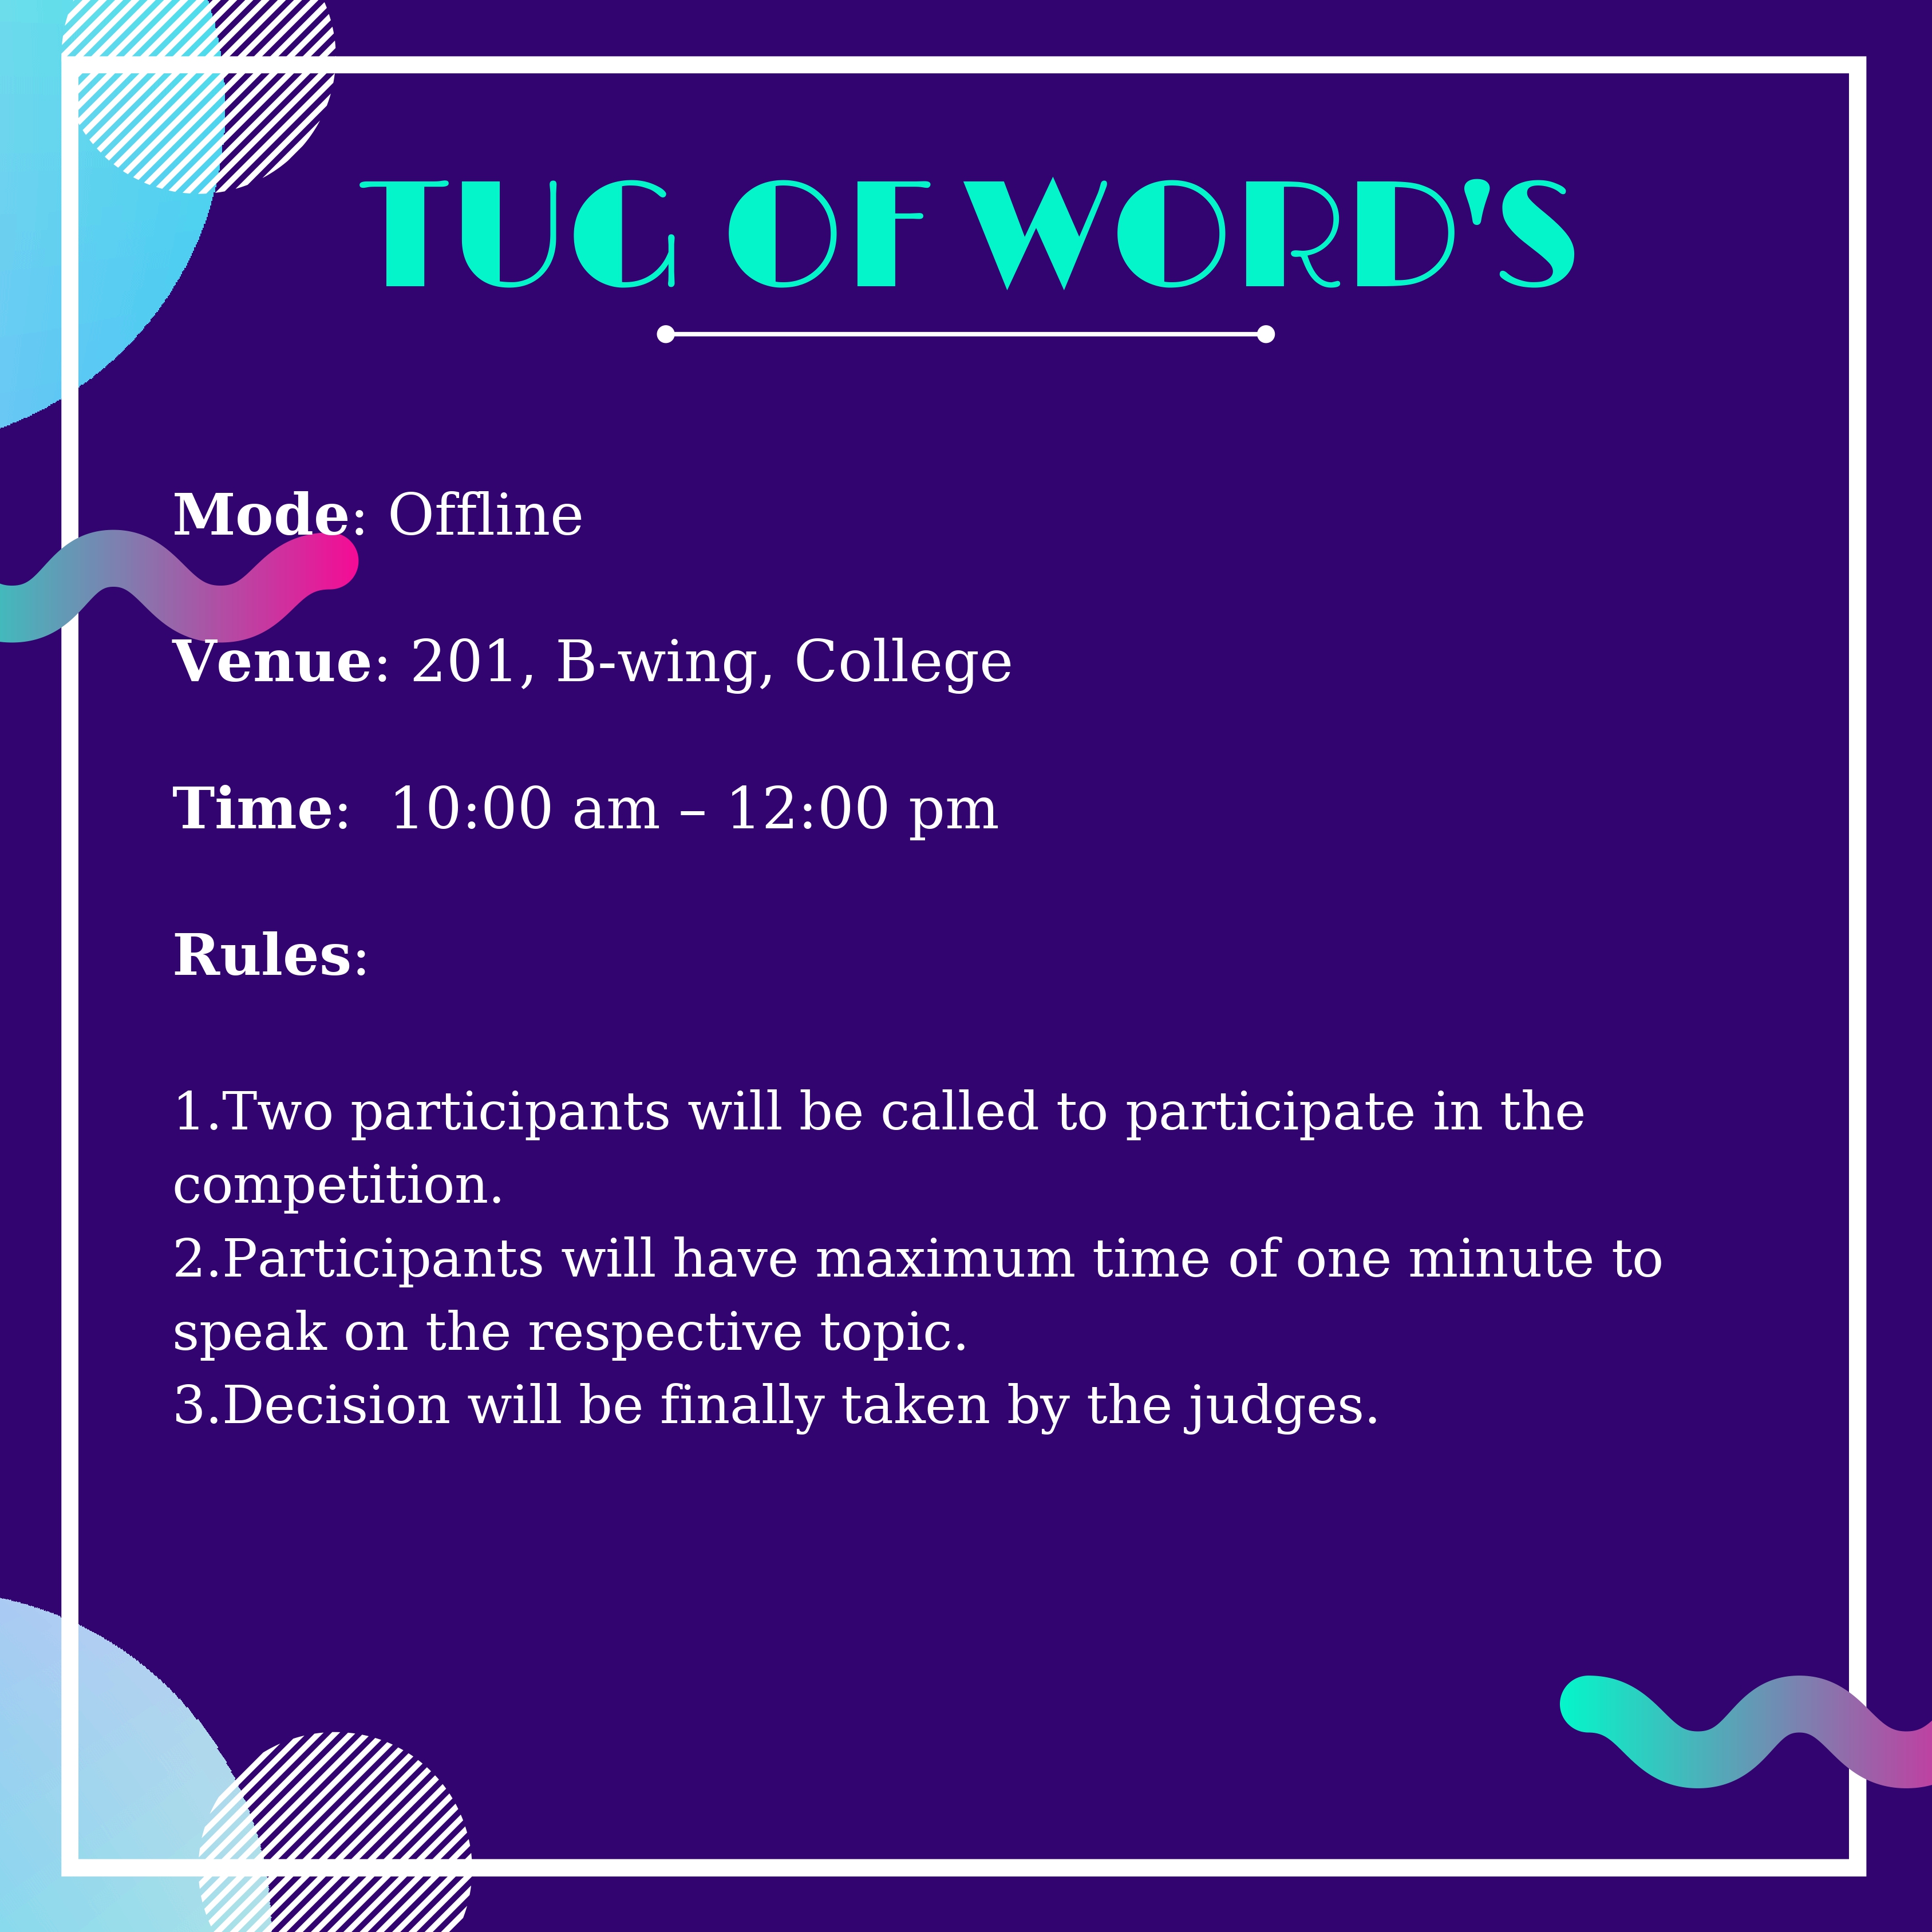 TUG OF WORD'S
Mode: Offline
Venue: 201, B-wing, College
Time:  10:00 am – 12:00 pm
Rules:
1.Two participants will be called to participate in the
competition.
2.Participants will have maximum time of one minute to
speak on the respective topic.
3.Decision will be finally taken by the judges.